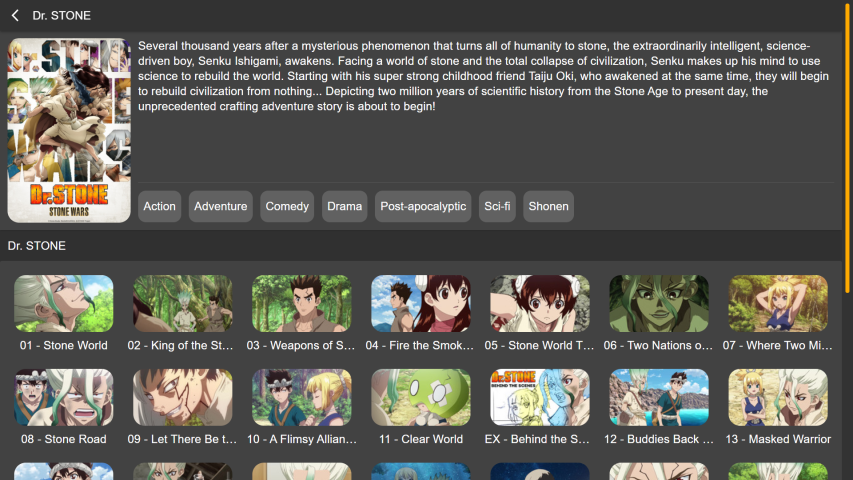 Dr. STONE
Several thousand years after a mysterious phenomenon that turns all of humanity to stone, the extraordinarily intelligent, science-
driven boy, Senku Ishigami, awakens. Facing a world of stone and the total collapse of civilization, Senku makes up his mind to use
science to rebuild the world. Starting with his super strong childhood friend Taiju Oki, who awakened at the same time, they will begin
to rebuild civilization from nothing... Depicting two million years of scientific history from the Stone Age to present day, the
unprecedented crafting adventure story is about to begin!
Dr.STONE
STONE WARS
Action Adventure Comedy Drama Post-apocalyptic Sci-fi Shonen
Dr. STONE
01 - Stone World 02 - King of the St... 03 - Weapons of S... 04 - Fire the Smok... 05 - Stone World T... 06 - Two Nations o... 07 - Where Two Mi...
Dr.STONE
BEHIND THE SCENES
08 - Stone Road 09 - Let There Be t... 10 - A Flimsy Allian... 11 - Clear World EX - Behind the S... 12 - Buddies Back ... 13 - Masked Warrior